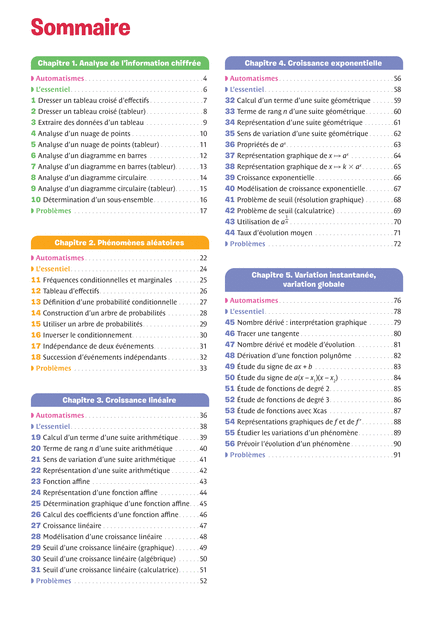 Sommaire
Chapitre 1. Analyse de l'information chiffrée
Automatismes 4
L'essentiel 6
1 Dresser un tableau croisé d'effectifs 7
2 Dresser un tableau croisé (tableur) 8
3 Extraire des données d'un tableau 9
4 Analyse d'un nuage de points 10
5 Analyse d'un nuage de points (tableur) 11
6 Analyse d'un diagramme en barres 12
7 Analyse d'un diagramme en barres (tableur) 13
8 Analyse d'un diagramme circulaire 14
9 Analyse d'un diagramme circulaire (tableur) 15
10 Détermination d'un sous-ensemble 16
Problèmes 17
Chapitre 2. Phénomènes aléatoires
Automatismes 22
L'essentiel 24
11 Fréquences conditionnelles et marginales 25
12 Tableau d'effectifs 26
13 Définition d'une probabilité conditionnelle 27
14 Construction d'un arbre de probabilités 28
15 Utiliser un arbre de probabilités 29
16 Inverser le conditionnement 30
17 Indépendance de deux événements 31
18 Succession d'événements indépendants 32
Problèmes 33
Chapitre 3. Croissance linéaire
Automatismes 36
L'essentiel 38
19 Calcul d'un terme d'une suite arithmétique 39
20 Terme de rang n d'une suite arithmétique 40
21 Sens de variation d'une suite arithmétique 41
22 Représentation d'une suite arithmétique 42
23 Fonction affine 43
24 Représentation d'une fonction affine 44
25 Détermination graphique d'une fonction affine 45
26 Calcul des coefficients d'une fonction affine 46
27 Croissance linéaire 47
28 Modélisation d'une croissance linéaire 48
29 Seuil d'une croissance linéaire (graphique) 49
30 Seuil d'une croissance linéaire (algébrique) 50
31 Seuil d'une croissance linéaire (calculatrice) 51
Problèmes 52
Chapitre 4. Croissance exponentielle
Automatismes 56
L'essentiel 58
32 Calcul d'un terme d'une suite géométrique 59
33 Terme de rang n d'une suite géométrique 60
34 Représentation d'une suite géométrique 61
35 Sens de variation d'une suite géométrique 62
36 Propriétés de aˣ 63
37 Représentation graphique de x ↦ aˣ 64
38 Représentation graphique de x ↦ k × aˣ 65
39 Croissance exponentielle 66
40 Modélisation de croissance exponentielle 67
41 Problème de seuil (résolution graphique) 68
42 Problème de seuil (calculatrice) 69
43 Utilisation de a^(1/n) 70
44 Taux d'évolution moyen 71
Problèmes 72
Chapitre 5. Variation instantanée,
variation globale
Automatismes 76
L'essentiel 78
45 Nombre dérivé : interprétation graphique 79
46 Tracer une tangente 80
47 Nombre dérivé et modèle d'évolution 81
48 Dérivation d'une fonction polynôme 82
49 Étude du signe de ax + b 83
50 Étude du signe de a(x – x₁)(x – x₂) 84
51 Étude de fonctions de degré 2 85
52 Étude de fonctions de degré 3 86
53 Étude de fonctions avec Xcas 87
54 Représentations graphiques de f et de f' 88
55 Étudier les variations d'un phénomène 89
56 Prévoir l'évolution d'un phénomène 90
Problèmes 91